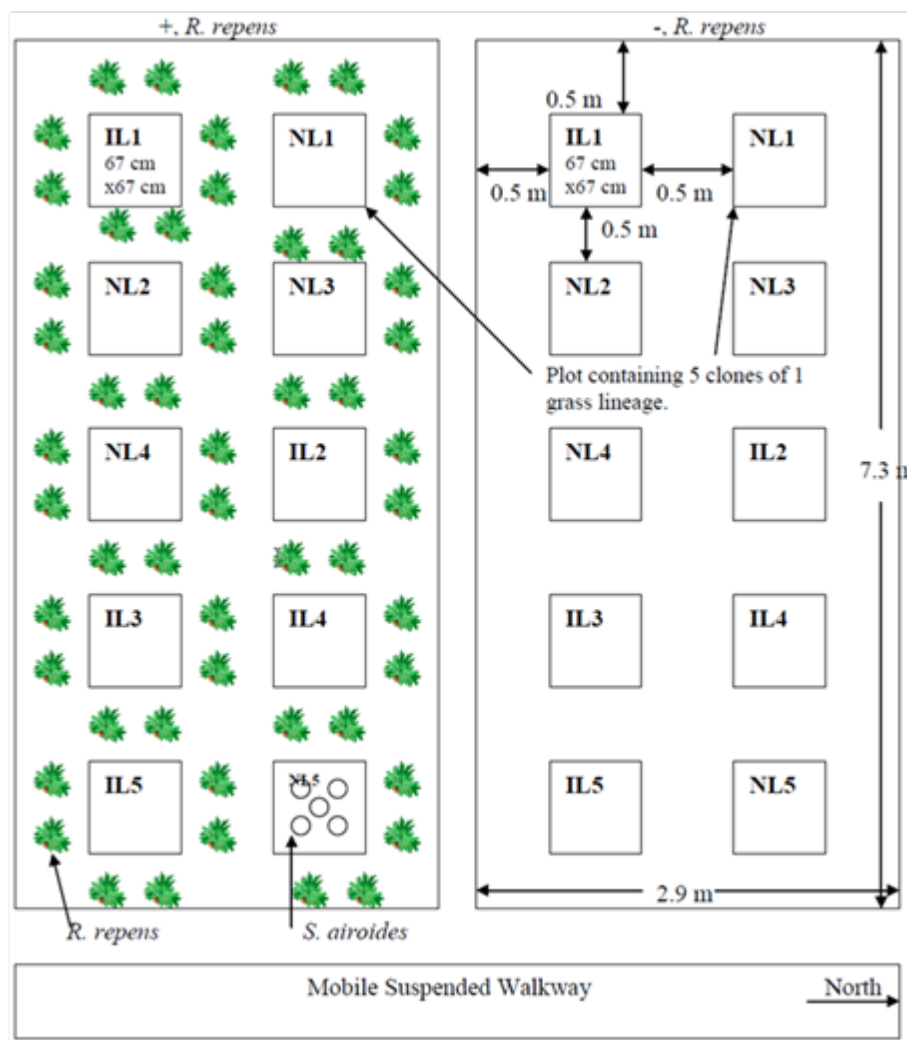 +, R. repens
IL1
67 cm
x67 cm
NL1
NL2
NL3
NL4
IL2
IL3
IL4
IL5
NL5
R. repens
S. airoides
-, R. repens
0.5 m
IL1
67 cm
x67 cm
NL1
0.5 m
0.5 m
0.5 m
NL2
NL3
Plot containing 5 clones of 1
grass lineage.
NL4
IL2
7.3 m
IL3
IL4
IL5
NL5
2.9 m
Mobile Suspended Walkway
North